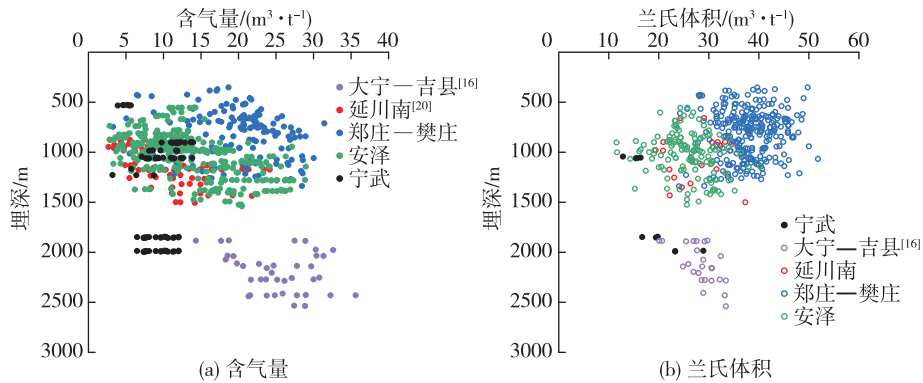 含气量/(m³·t⁻¹)
0 5 10 15 20 25 30 35 40
500
1000
1500
2000
2500
3000
埋深/m
大宁—吉县[16]
延川南[20]
郑庄—樊庄
安泽
宁武
(a) 含气量
兰氏体积/(m³·t⁻¹)
0 10 20 30 40 50 60
500
1000
1500
2000
2500
3000
埋深/m
宁武
大宁—吉县[16]
延川南
郑庄—樊庄
安泽
(b) 兰氏体积